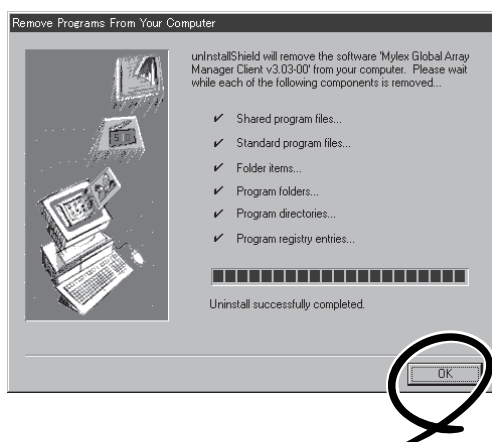 Remove Programs From Your Computer
unInstallShield will remove the software 'Mylex Global Array
Manager Client v3.03-00' from your computer. Please wait
while each of the following components is removed...
✔ Shared program files...
✔ Standard program files...
✔ Folder items...
✔ Program folders...
✔ Program directories...
✔ Program registry entries...
Uninstall successfully completed.
OK